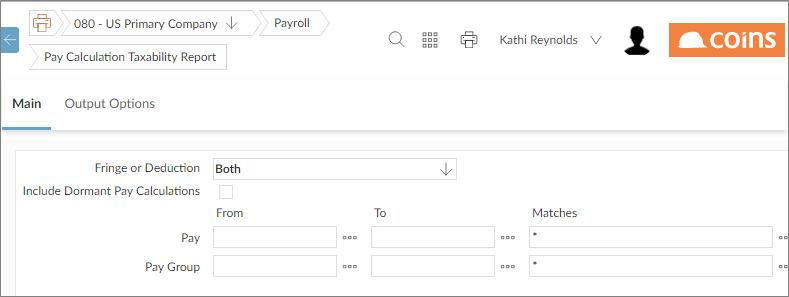 080 - US Primary Company
Payroll
Pay Calculation Taxability Report
Kathi Reynolds
coins
Main
Output Options
Fringe or Deduction
Both
Include Dormant Pay Calculations
From
To
Matches
Pay
*
Pay Group
*